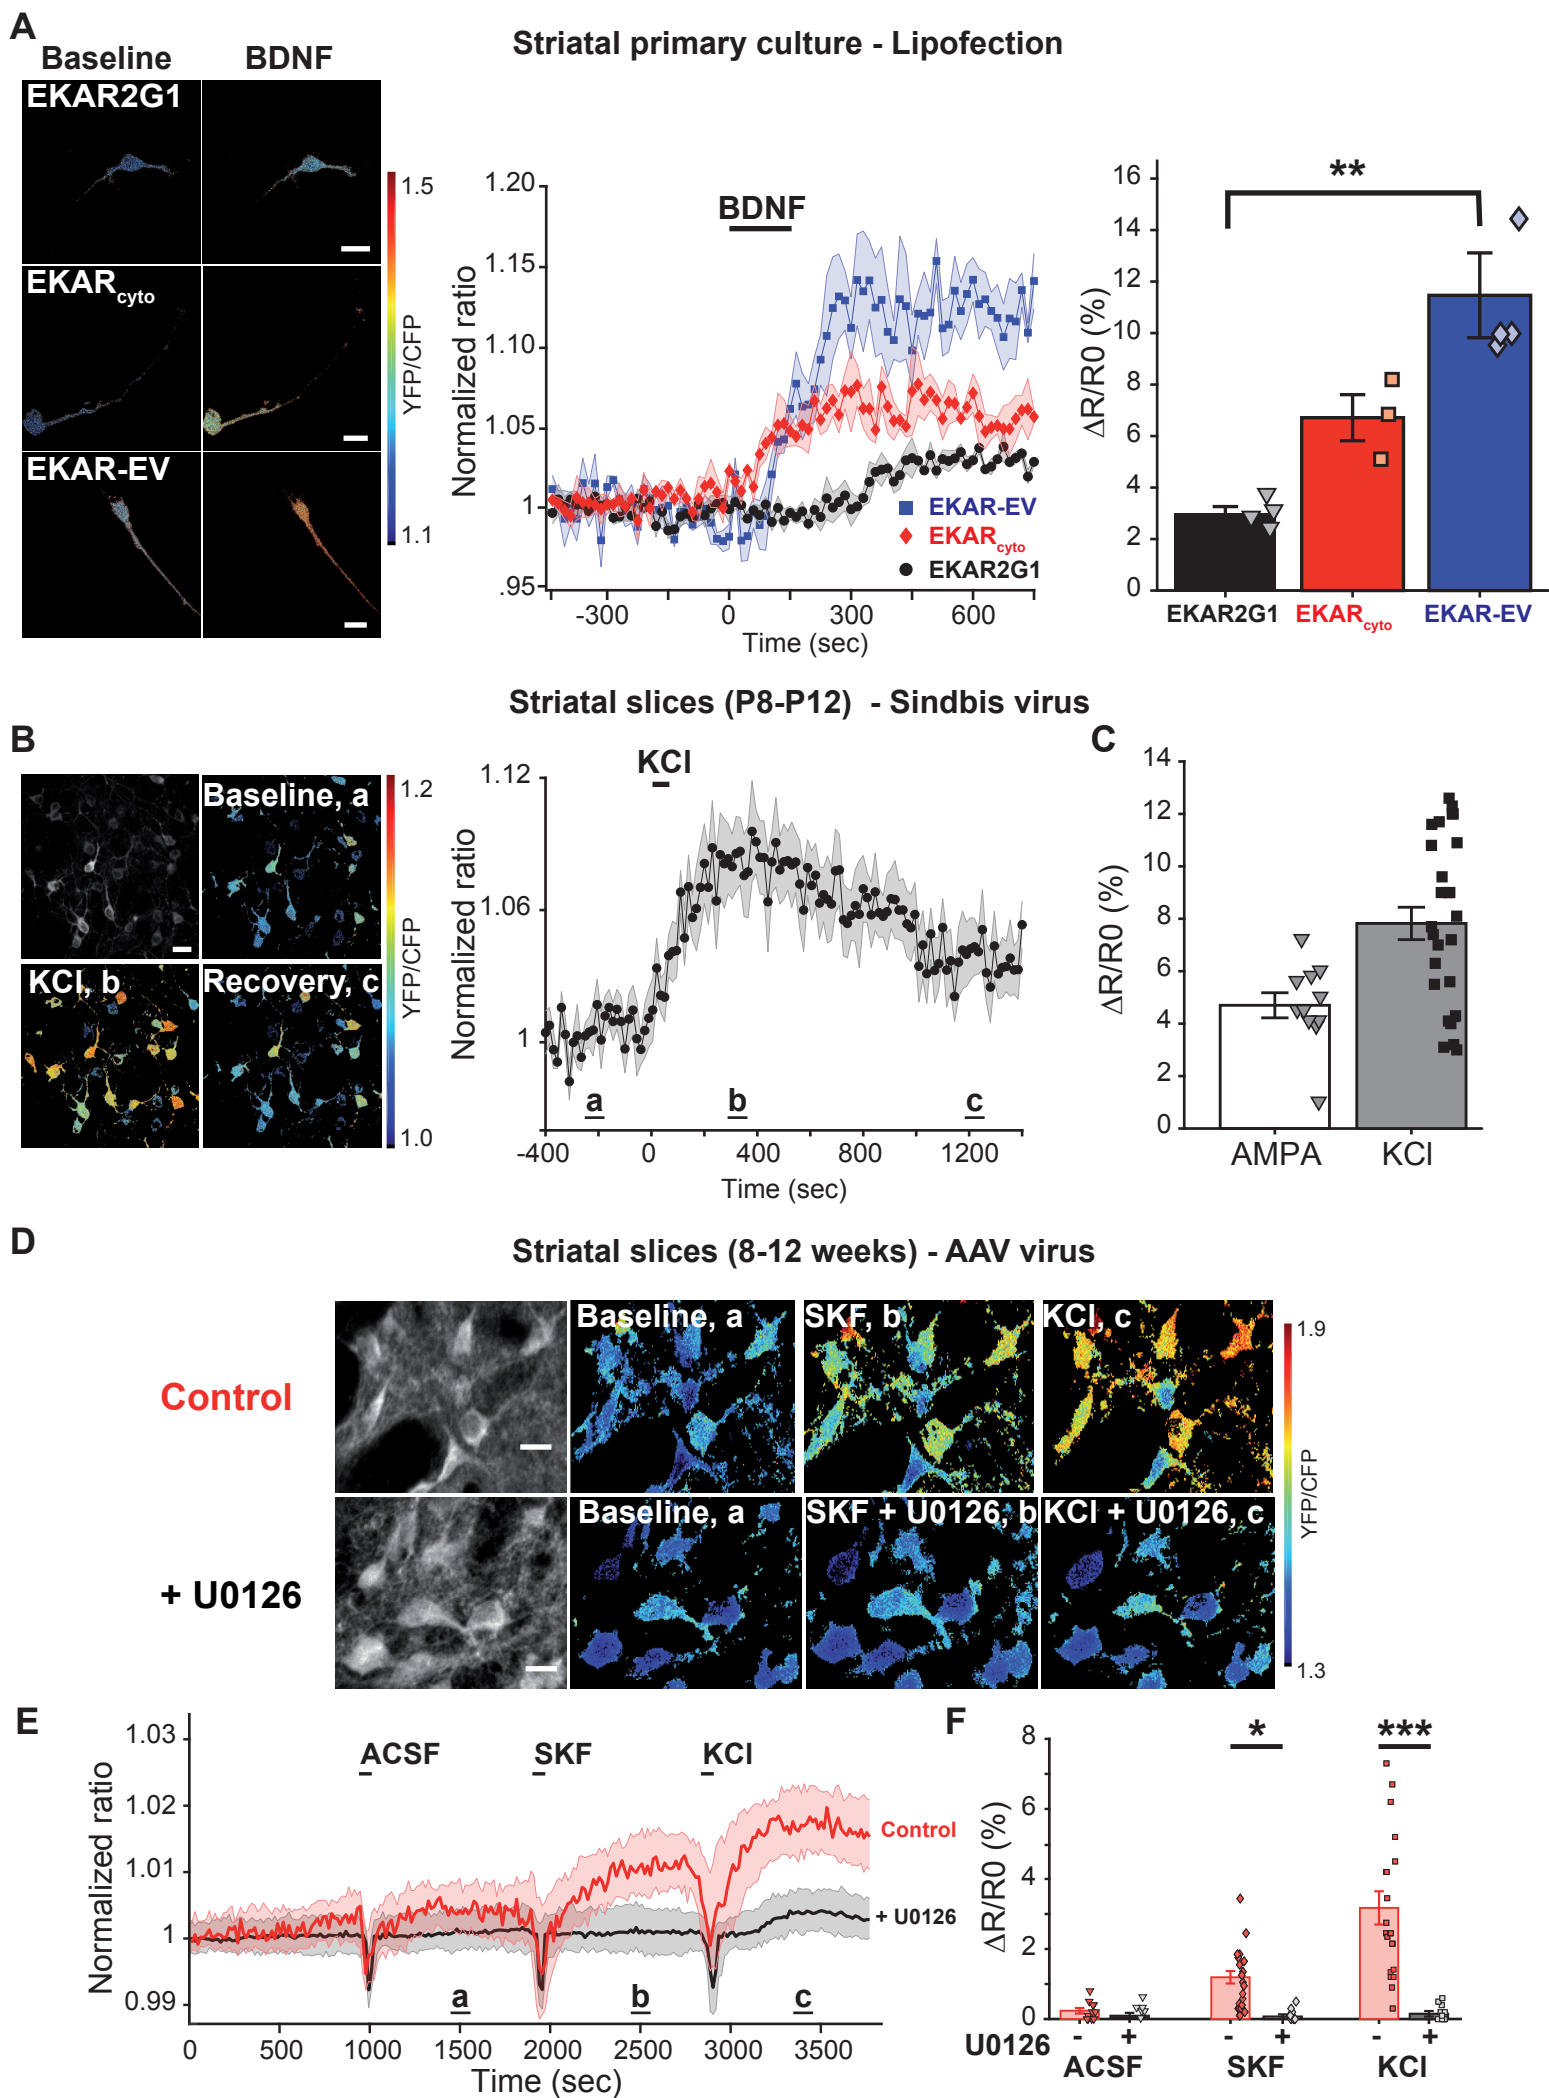 A
Striatal primary culture - Lipofection
Baseline
BDNF
EKAR2G1
EKARcyto
EKAR-EV
1.5
YFP/CFP
1.1
1.20
1.15
1.10
1.05
1
.95
Normalized ratio
BDNF
EKAR-EV
EKARcyto
EKAR2G1
-300
0
300
600
Time (sec)
16
14
12
10
8
6
4
2
0
ΔR/R0 (%)
**
EKAR2G1
EKARcyto
EKAR-EV
Striatal slices (P8-P12) - Sindbis virus
B
Baseline, a
KCl, b
Recovery, c
1.2
YFP/CFP
1.0
1.12
1.06
1
Normalized ratio
KCl
a
b
c
-400
0
400
800
1200
Time (sec)
C
14
12
10
8
6
4
2
0
ΔR/R0 (%)
AMPA
KCl
D
Striatal slices (8-12 weeks) - AAV virus
Control
Baseline, a
SKF, b
KCl, c
+ U0126
Baseline, a
SKF + U0126, b
KCl + U0126, c
1.9
YFP/CFP
1.3
E
1.03
1.02
1.01
1
0.99
Normalized ratio
ACSF
SKF
KCl
Control
+ U0126
a
b
c
0
500
1000
1500
2000
2500
3000
3500
Time (sec)
F
8
6
4
2
0
ΔR/R0 (%)
*
***
U0126
-
+
-
+
-
+
ACSF
SKF
KCl